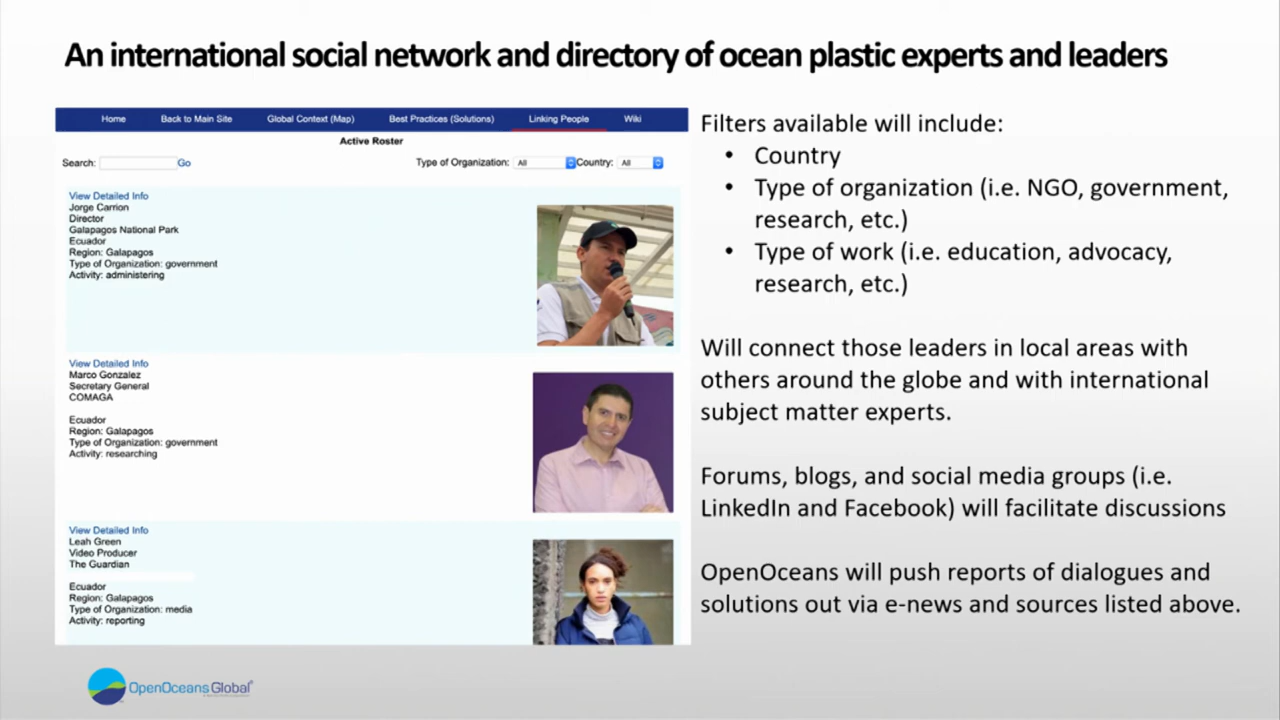 An international social network and directory of ocean plastic experts and leaders
Home Back to Main Site Global Context (Map) Best Practices (Solutions) Linking People Wiki
Active Roster
Search: Go Type of Organization: All Country: All
View Detailed Info
Jorge Carrion
Director
Galapagos National Park
Ecuador
Region: Galapagos
Type of Organization: government
Activity: administering
View Detailed Info
Marco Gonzalez
Secretary General
COMAGA
Ecuador
Region: Galapagos
Type of Organization: government
Activity: researching
View Detailed Info
Leah Green
Video Producer
The Guardian
Ecuador
Region: Galapagos
Type of Organization: media
Activity: reporting
Filters available will include:
• Country
• Type of organization (i.e. NGO, government,
research, etc.)
• Type of work (i.e. education, advocacy,
research, etc.)
Will connect those leaders in local areas with
others around the globe and with international
subject matter experts.
Forums, blogs, and social media groups (i.e.
LinkedIn and Facebook) will facilitate discussions
OpenOceans will push reports of dialogues and
solutions out via e-news and sources listed above.
OpenOceans Global